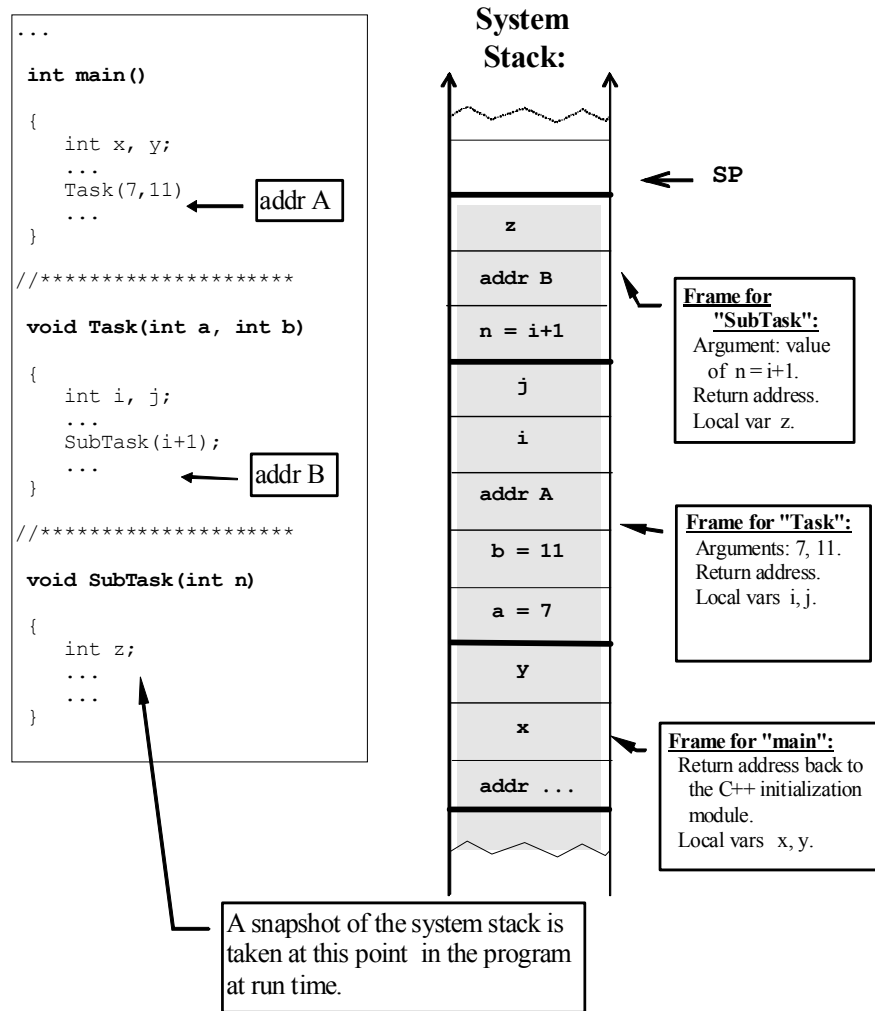 ...
int main()
{
int x, y;
...
Task(7,11)
...
}
//*********************
void Task(int a, int b)
{
int i, j;
...
SubTask(i+1);
...
}
//*********************
void SubTask(int n)
{
int z;
...
...
}
addr A
addr B
A snapshot of the system stack is
taken at this point in the program
at run time.
System
Stack:
SP
z
addr B
n = i+1
j
i
addr A
b = 11
a = 7
y
x
addr ...
Frame for
"SubTask":
Argument: value
of n = i+1.
Return address.
Local var z.
Frame for "Task":
Arguments: 7, 11.
Return address.
Local vars i, j.
Frame for "main":
Return address back to
the C++ initialization
module.
Local vars x, y.